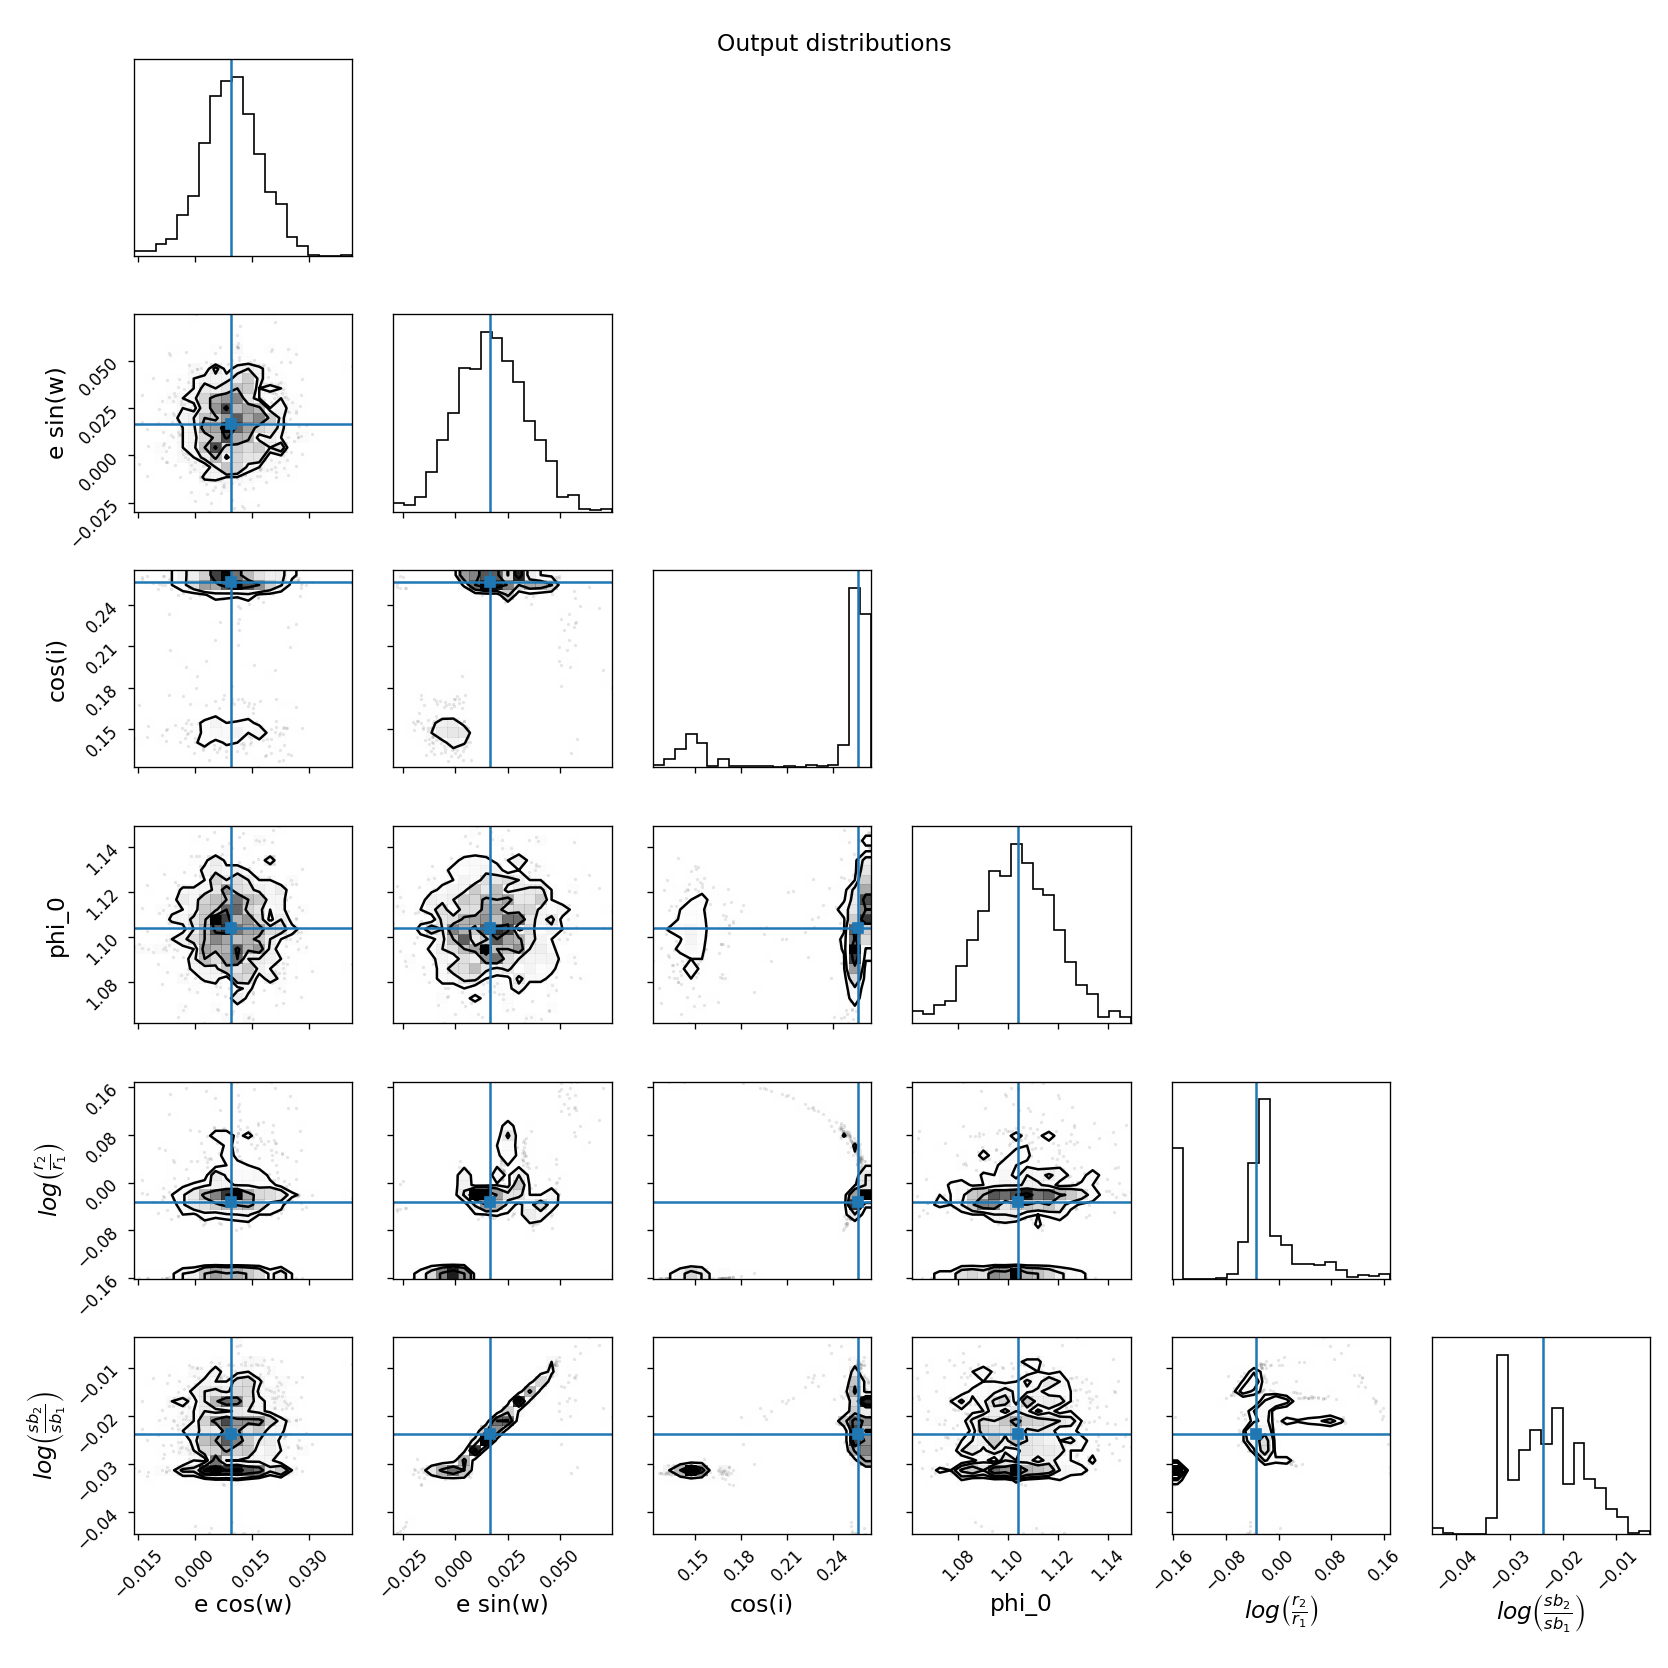 Output distributions
e sin(w)
0.050
0.025
0.000
−0.025
cos(i)
0.24
0.21
0.18
0.15
phi_0
1.14
1.12
1.10
1.08
log(r₂/r₁)
0.16
0.08
0.00
−0.08
−0.16
log(sb₂/sb₁)
−0.01
−0.02
−0.03
−0.04
−0.015 0.000 0.015 0.030 −0.025 0.000 0.025 0.050 0.15 0.18 0.21 0.24 1.08 1.10 1.12 1.14 −0.16 −0.08 0.00 0.08 0.16 −0.04 −0.03 −0.02 −0.01
e cos(w) e sin(w) cos(i) phi_0 log(r₂/r₁) log(sb₂/sb₁)